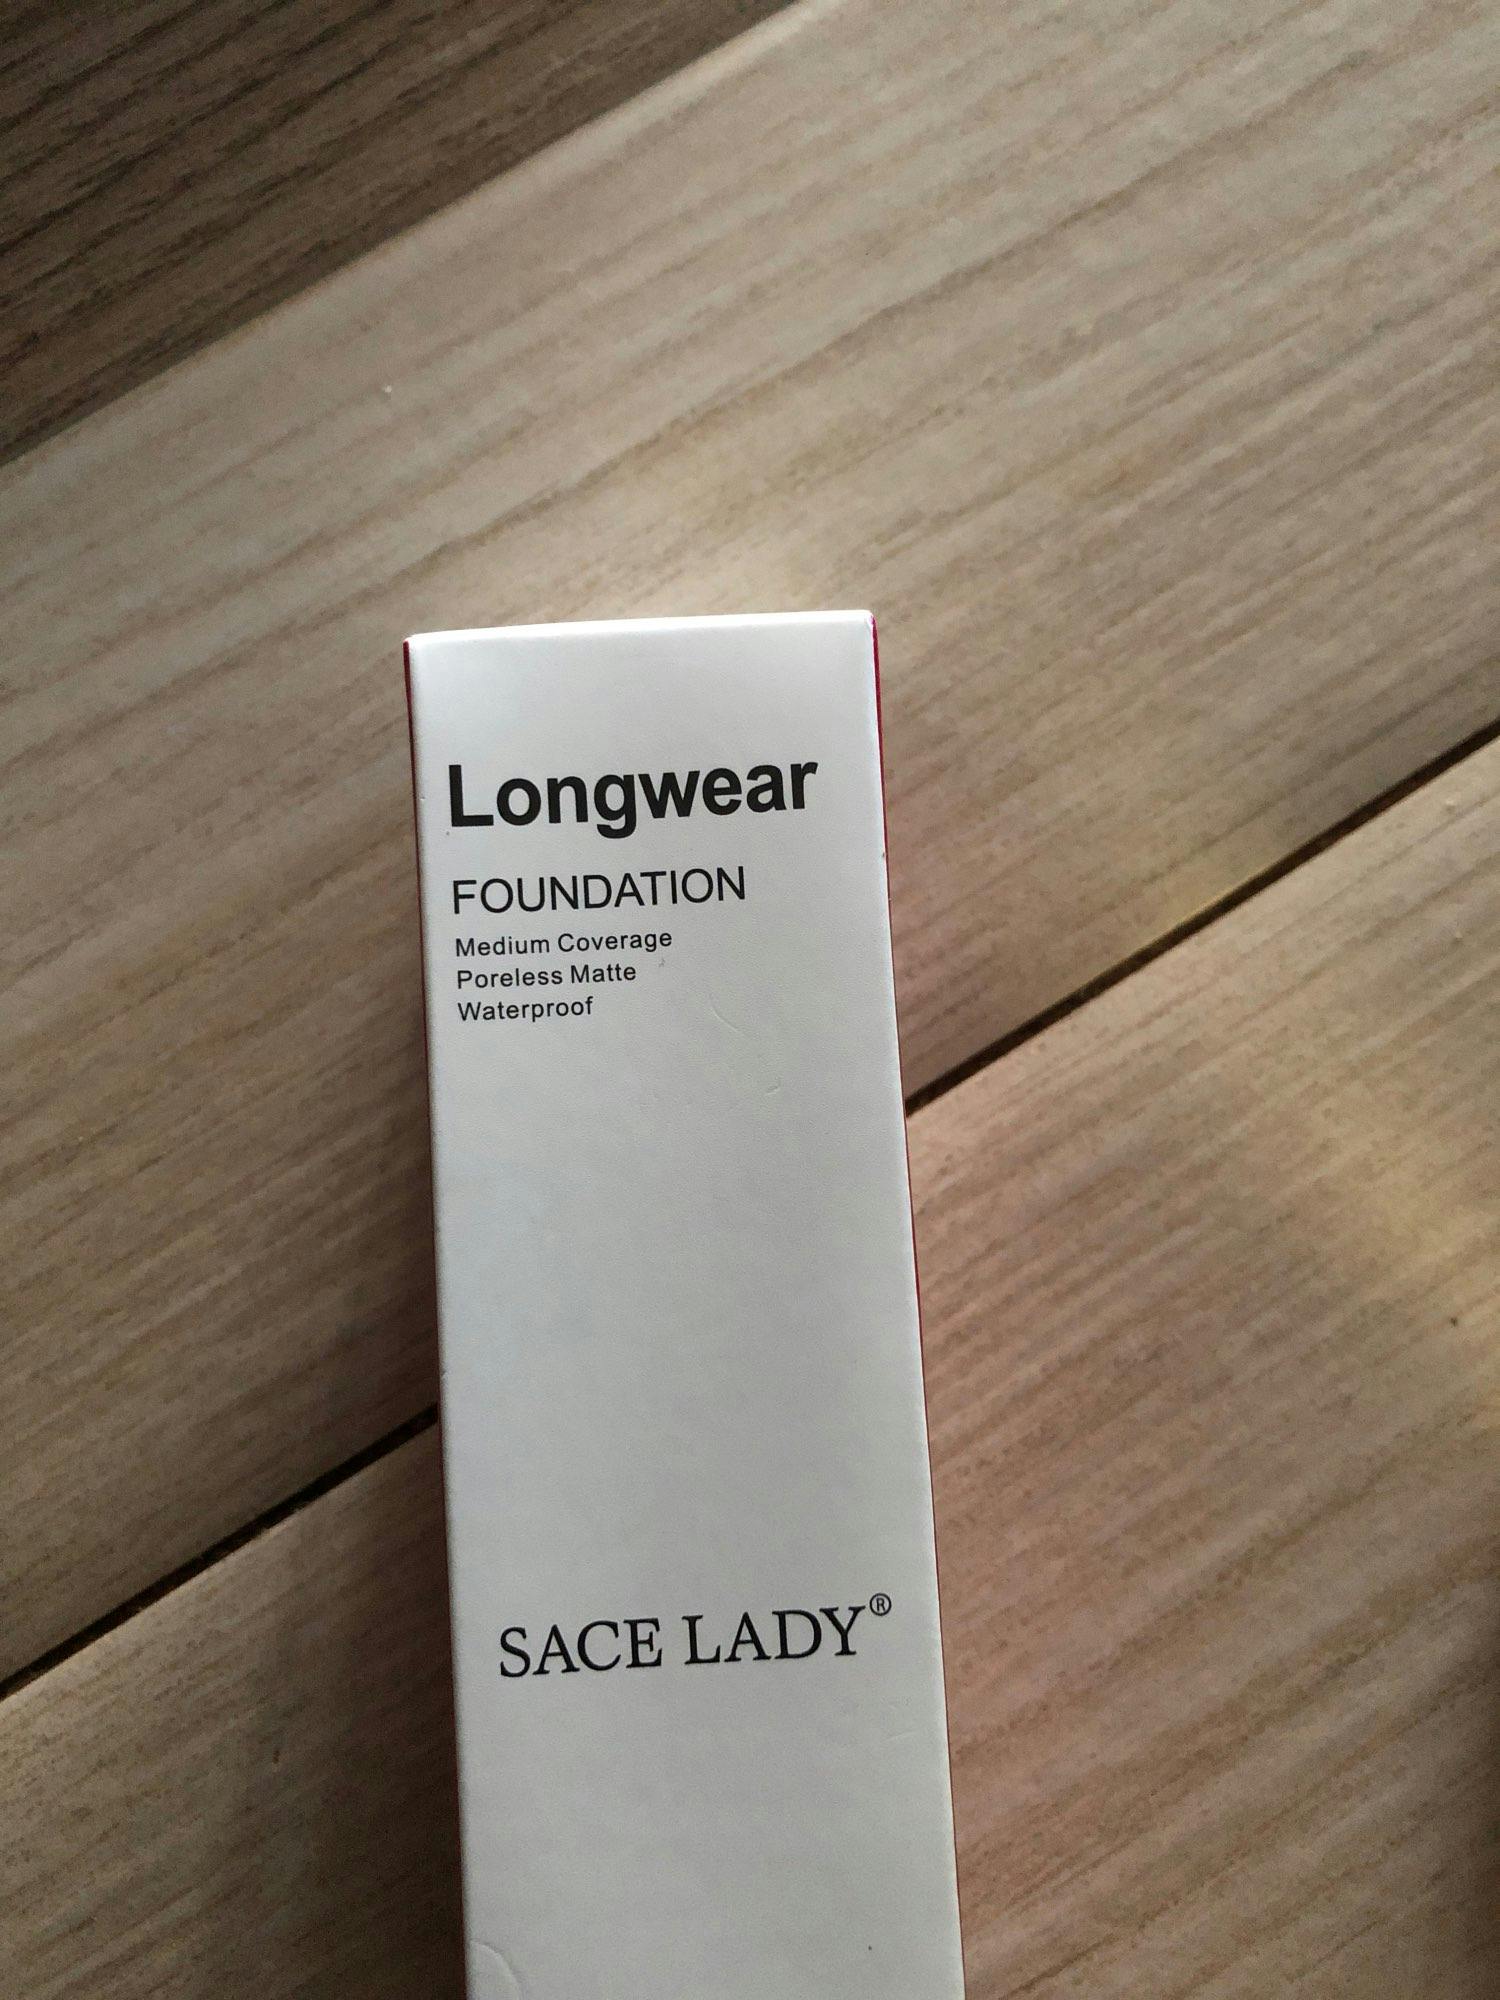 Longwear
FOUNDATION
Medium Coverage
Poreless Matte
Waterproof
SACE LADY®